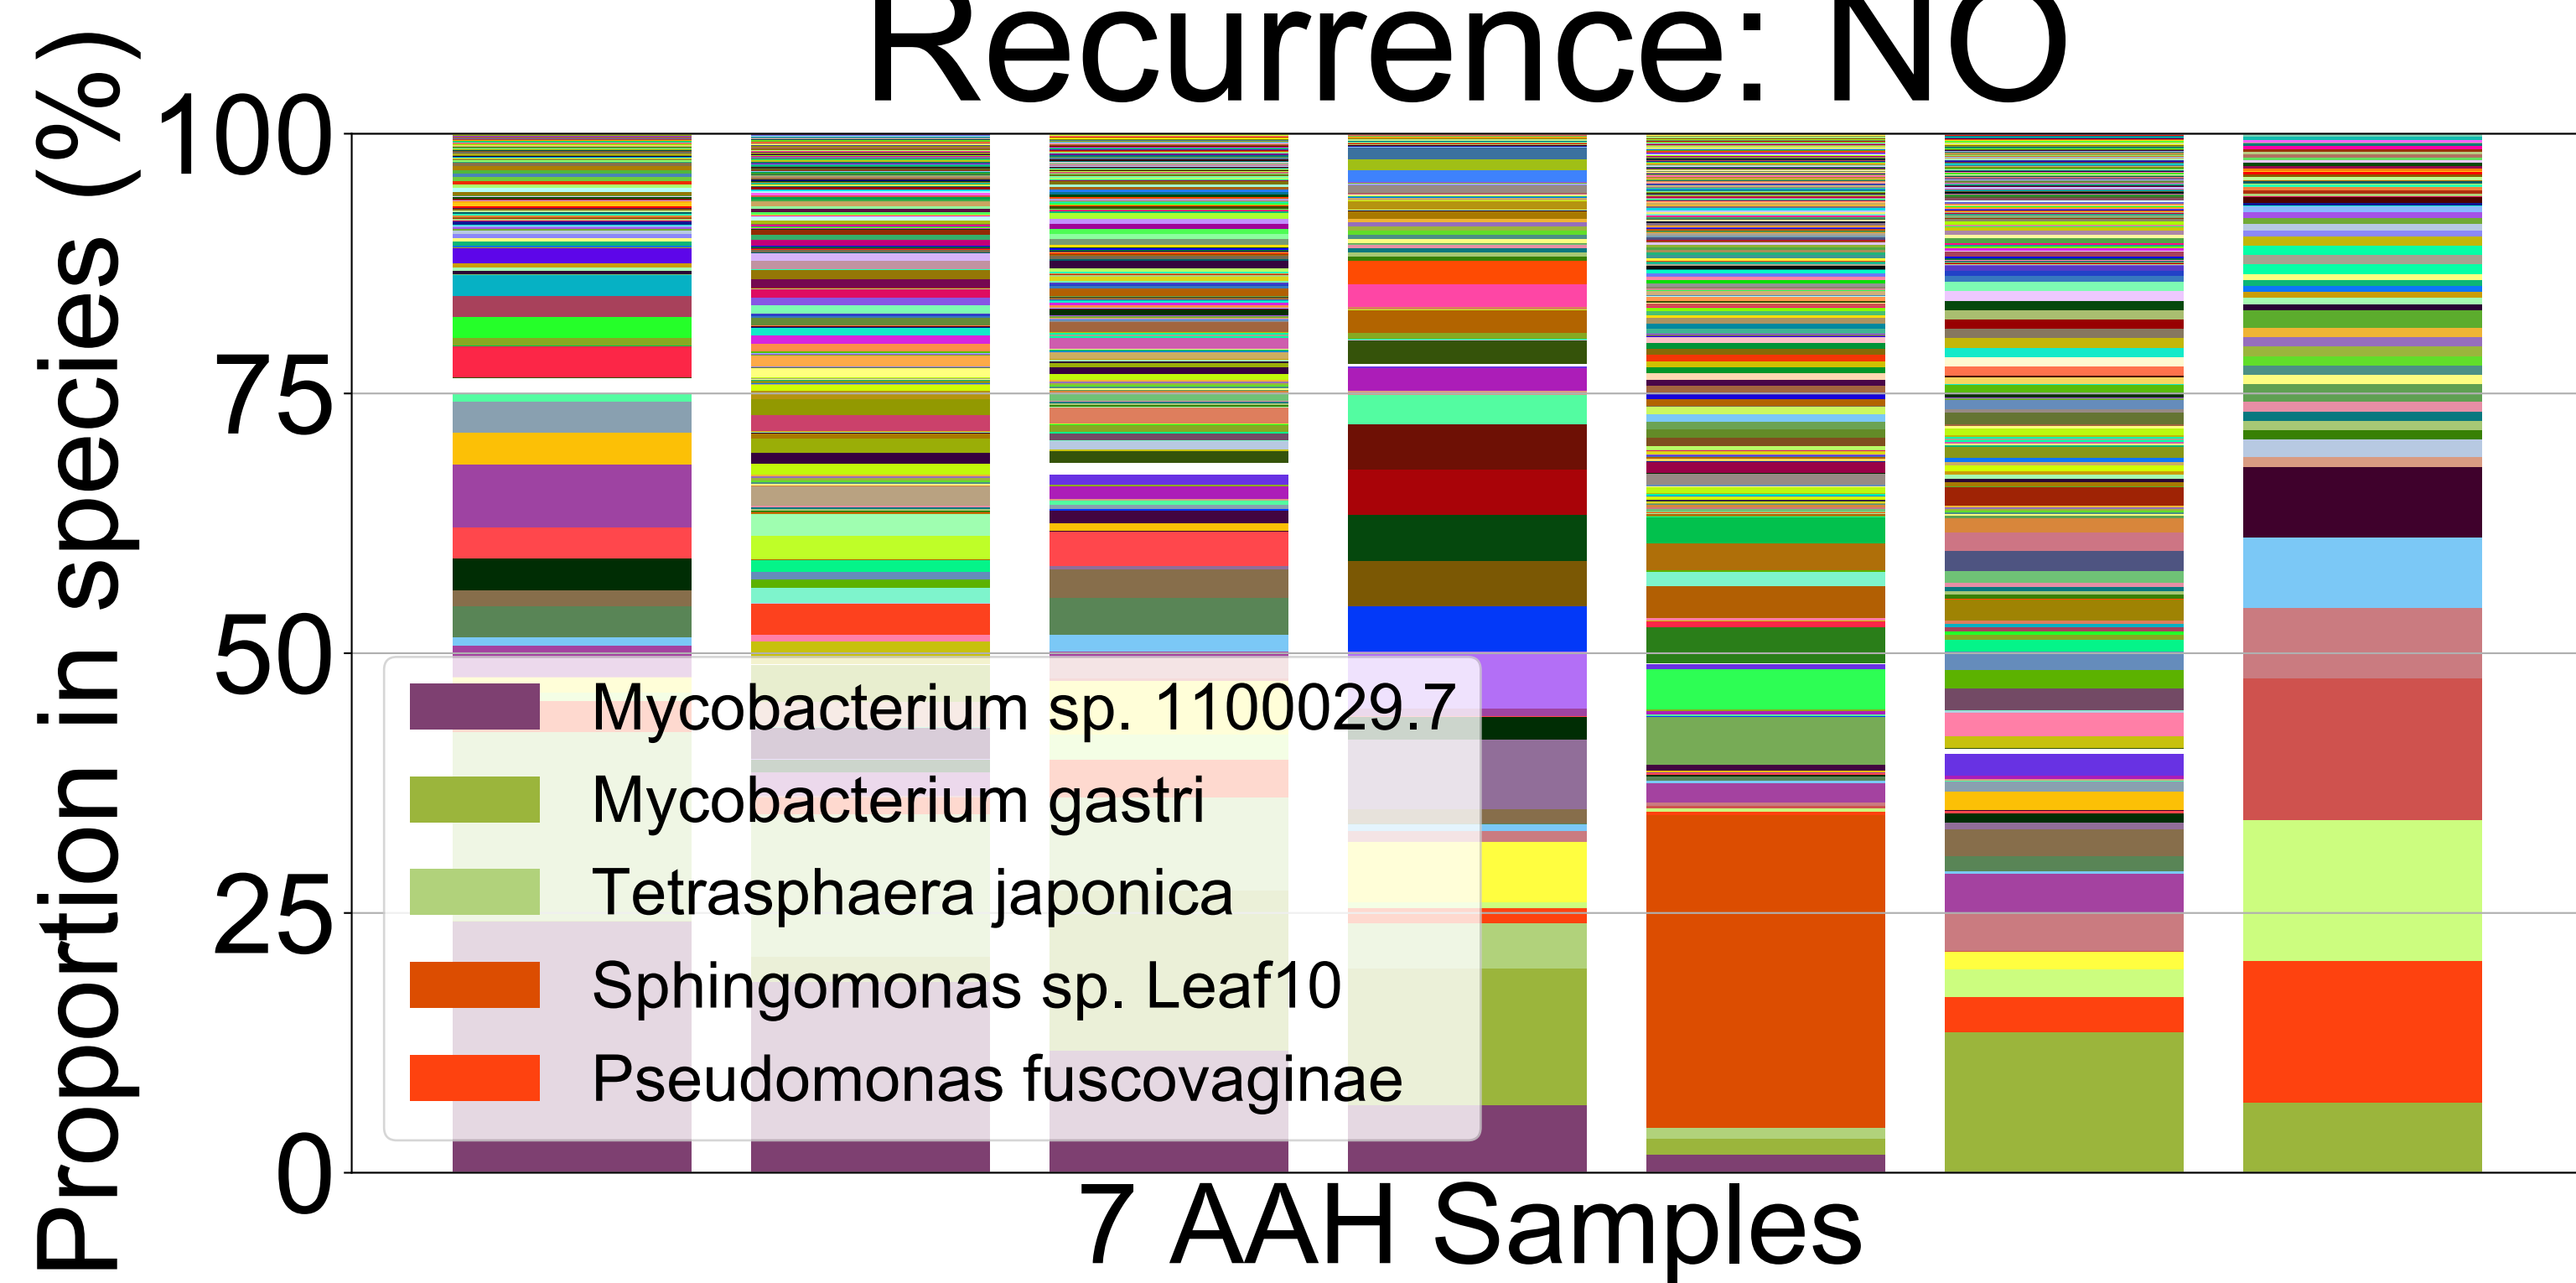 Recurrence: NO
Proportion in species (%)
100
75
50
25
0
Mycobacterium sp. 1100029.7
Mycobacterium gastri
Tetrasphaera japonica
Sphingomonas sp. Leaf10
Pseudomonas fuscovaginae
7 AAH Samples